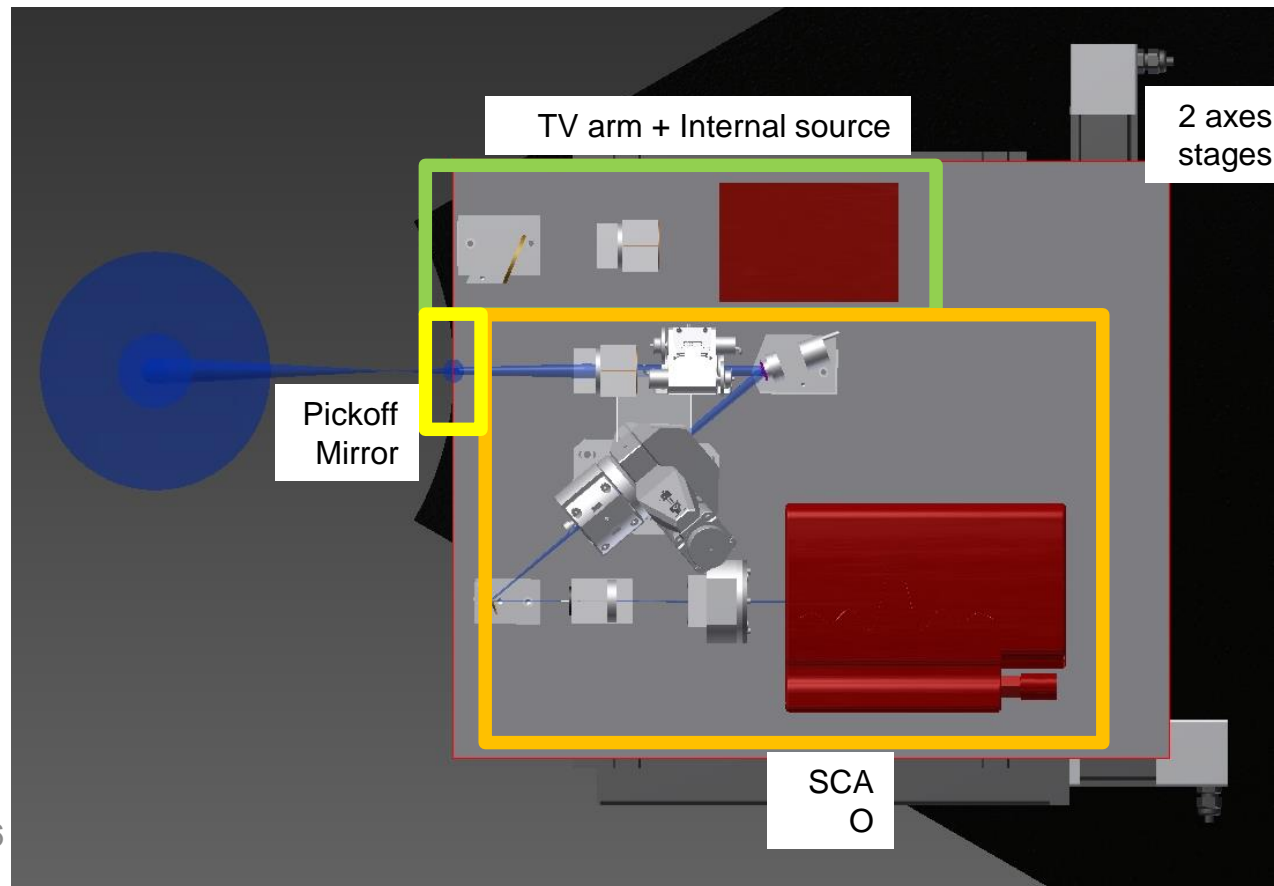 TV arm + Internal source
2 axes
stages
Pickoff
Mirror
SCA
O
s